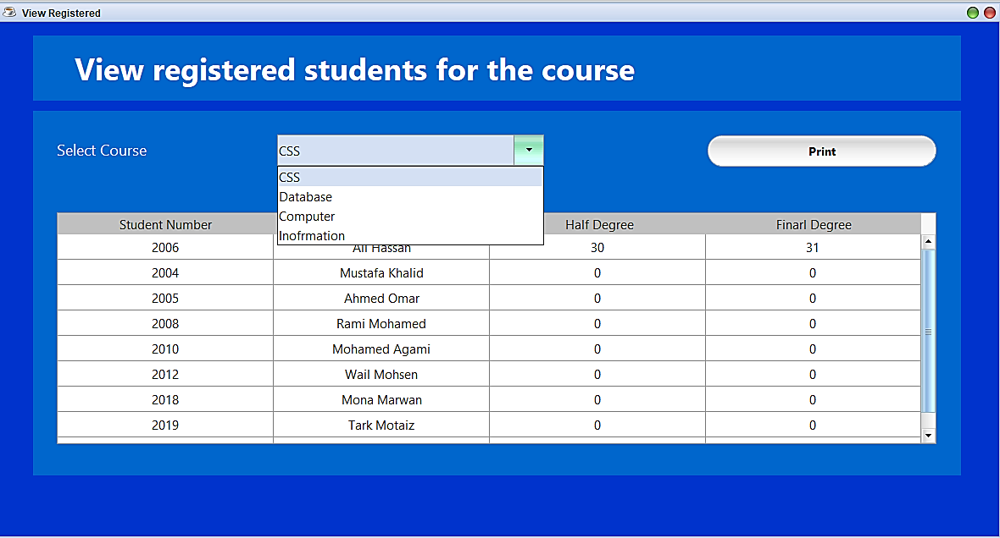 View Registered
View registered students for the course
Select Course CSS Print
CSS
Database
Computer
Inofrmation
Student Number Half Degree Finarl Degree
2006 Ali Hassan 30 31
2004 Mustafa Khalid 0 0
2005 Ahmed Omar 0 0
2008 Rami Mohamed 0 0
2010 Mohamed Agami 0 0
2012 Wail Mohsen 0 0
2018 Mona Marwan 0 0
2019 Tark Motaiz 0 0